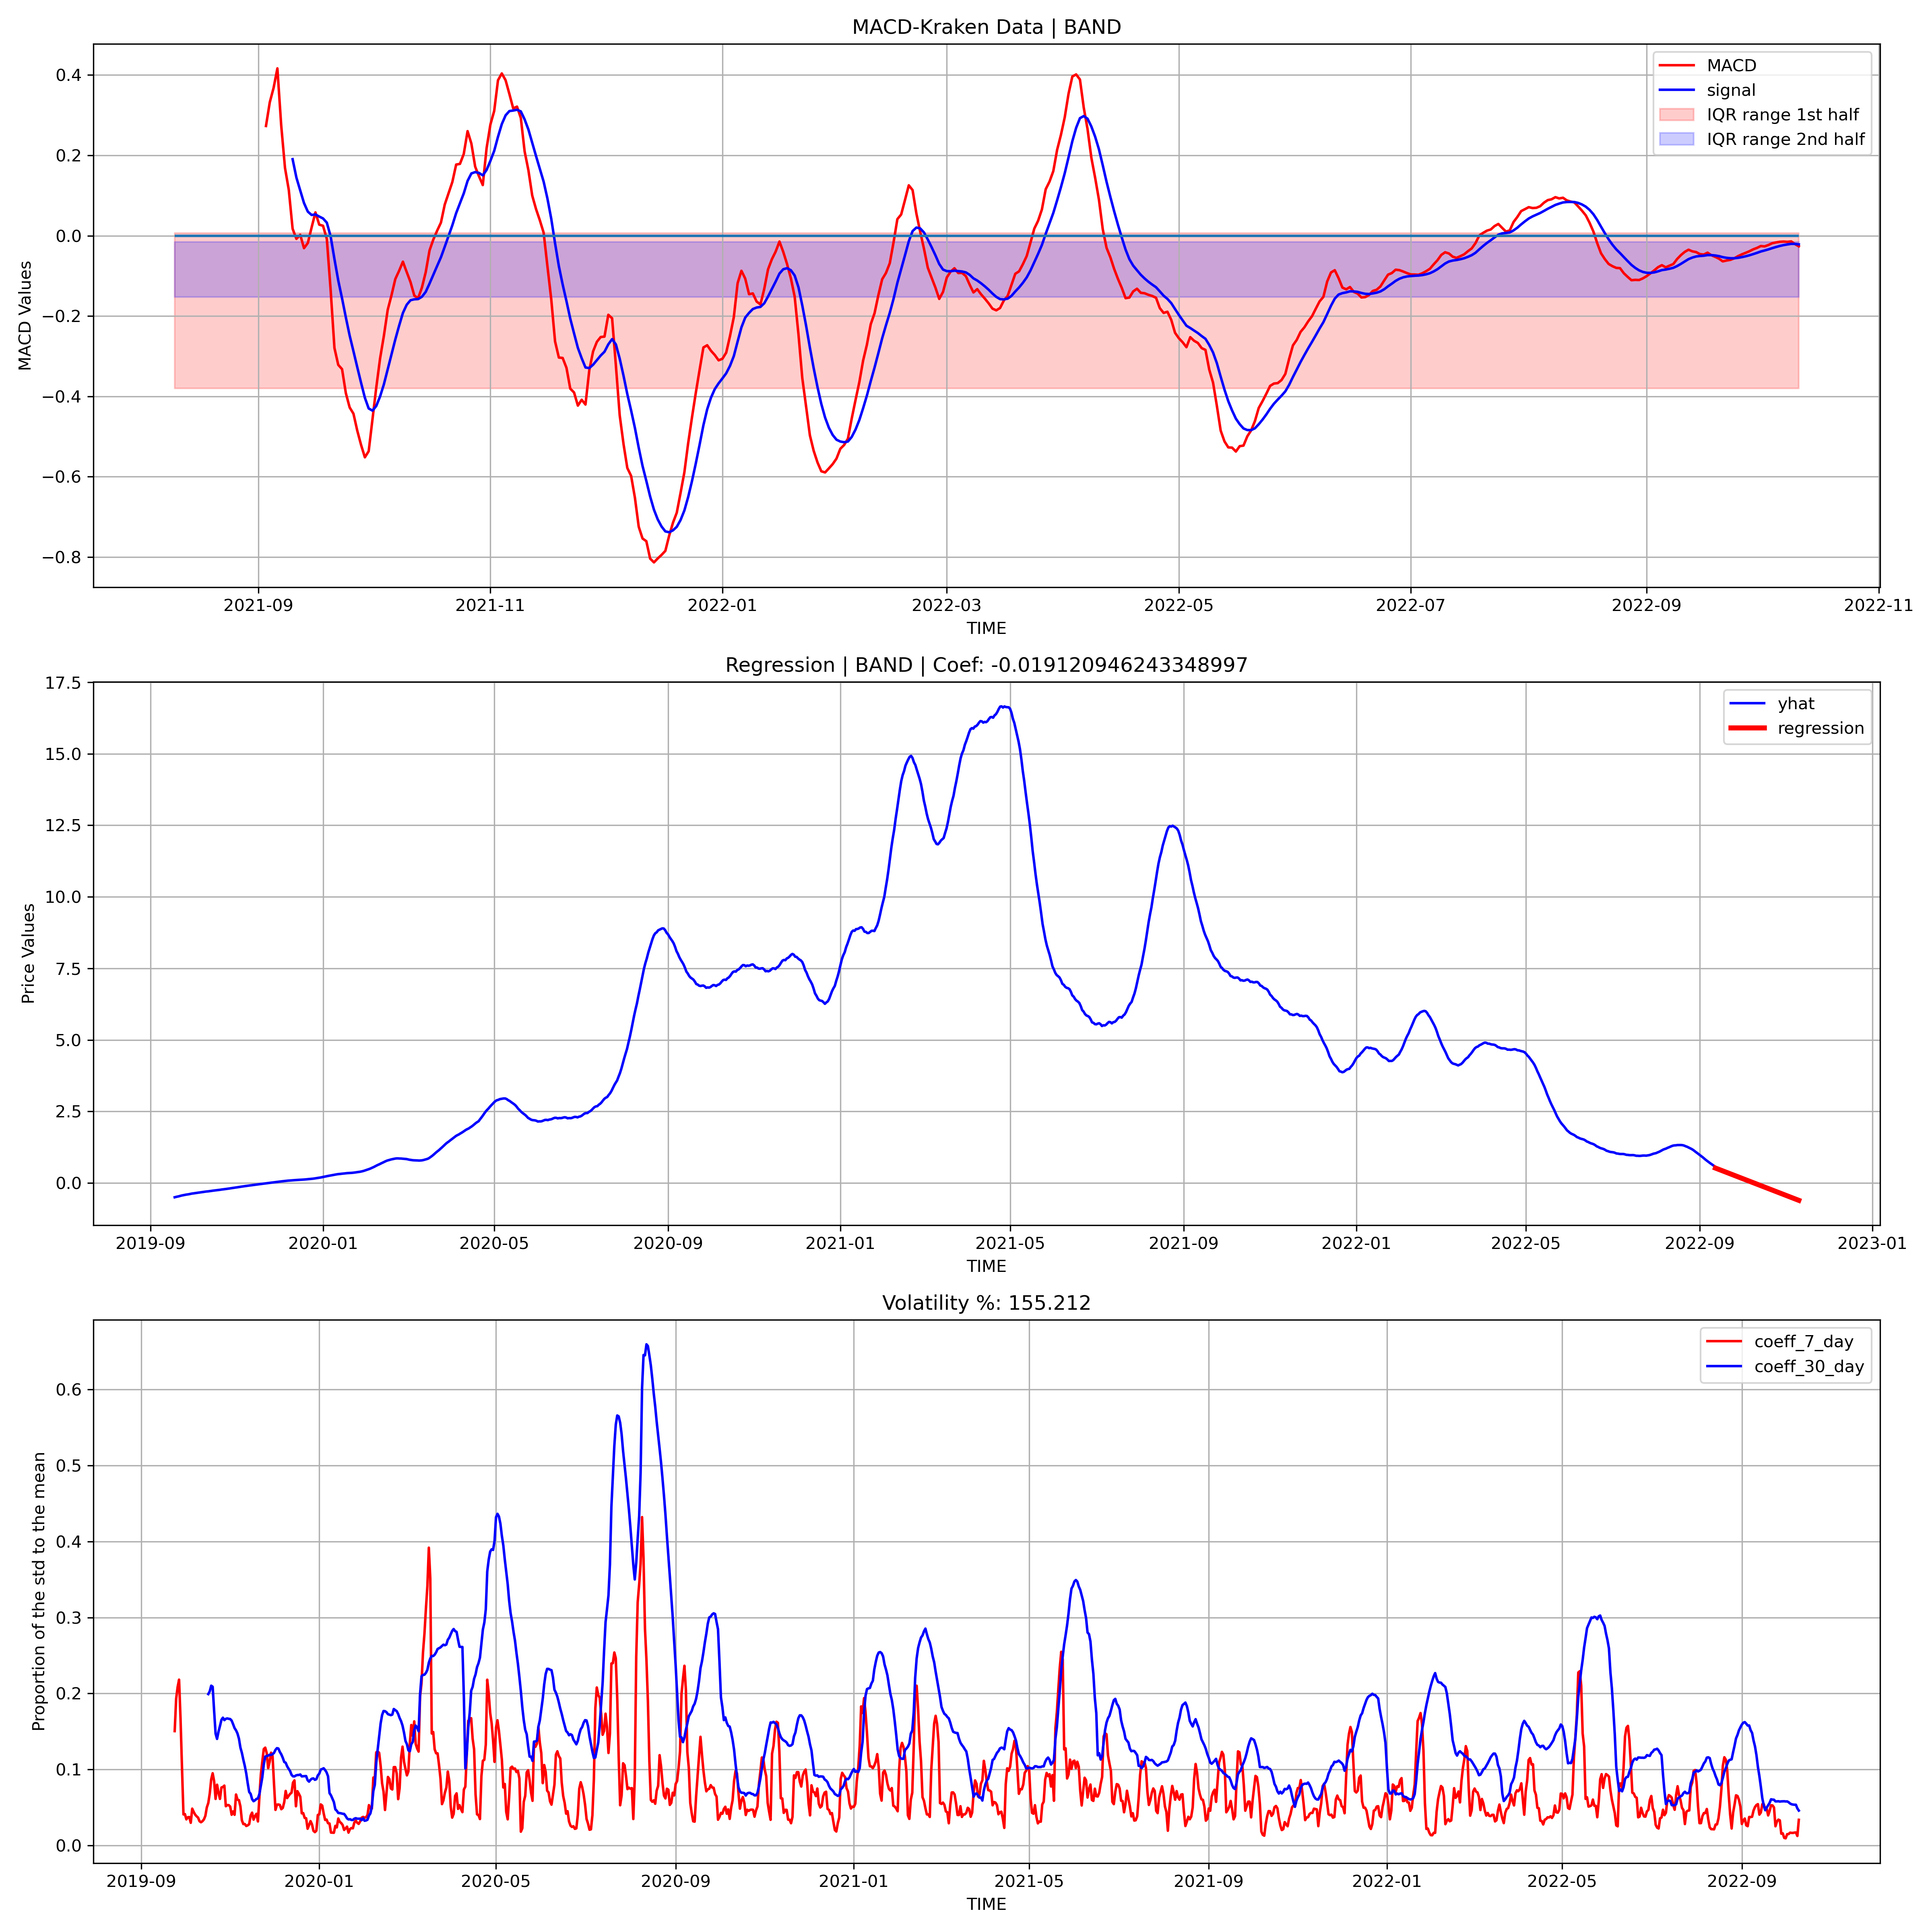 MACD-Kraken Data | BAND
MACD Values
0.4
0.2
0.0
−0.2
−0.4
−0.6
−0.8
MACD
signal
IQR range 1st half
IQR range 2nd half
2021-09 2021-11 2022-01 2022-03 2022-05 2022-07 2022-09 2022-11
TIME
Regression | BAND | Coef: -0.019120946243348997
Price Values
17.5
15.0
12.5
10.0
7.5
5.0
2.5
0.0
yhat
regression
2019-09 2020-01 2020-05 2020-09 2021-01 2021-05 2021-09 2022-01 2022-05 2022-09 2023-01
TIME
Volatility %: 155.212
Proportion of the std to the mean
0.6
0.5
0.4
0.3
0.2
0.1
0.0
coeff_7_day
coeff_30_day
2019-09 2020-01 2020-05 2020-09 2021-01 2021-05 2021-09 2022-01 2022-05 2022-09
TIME